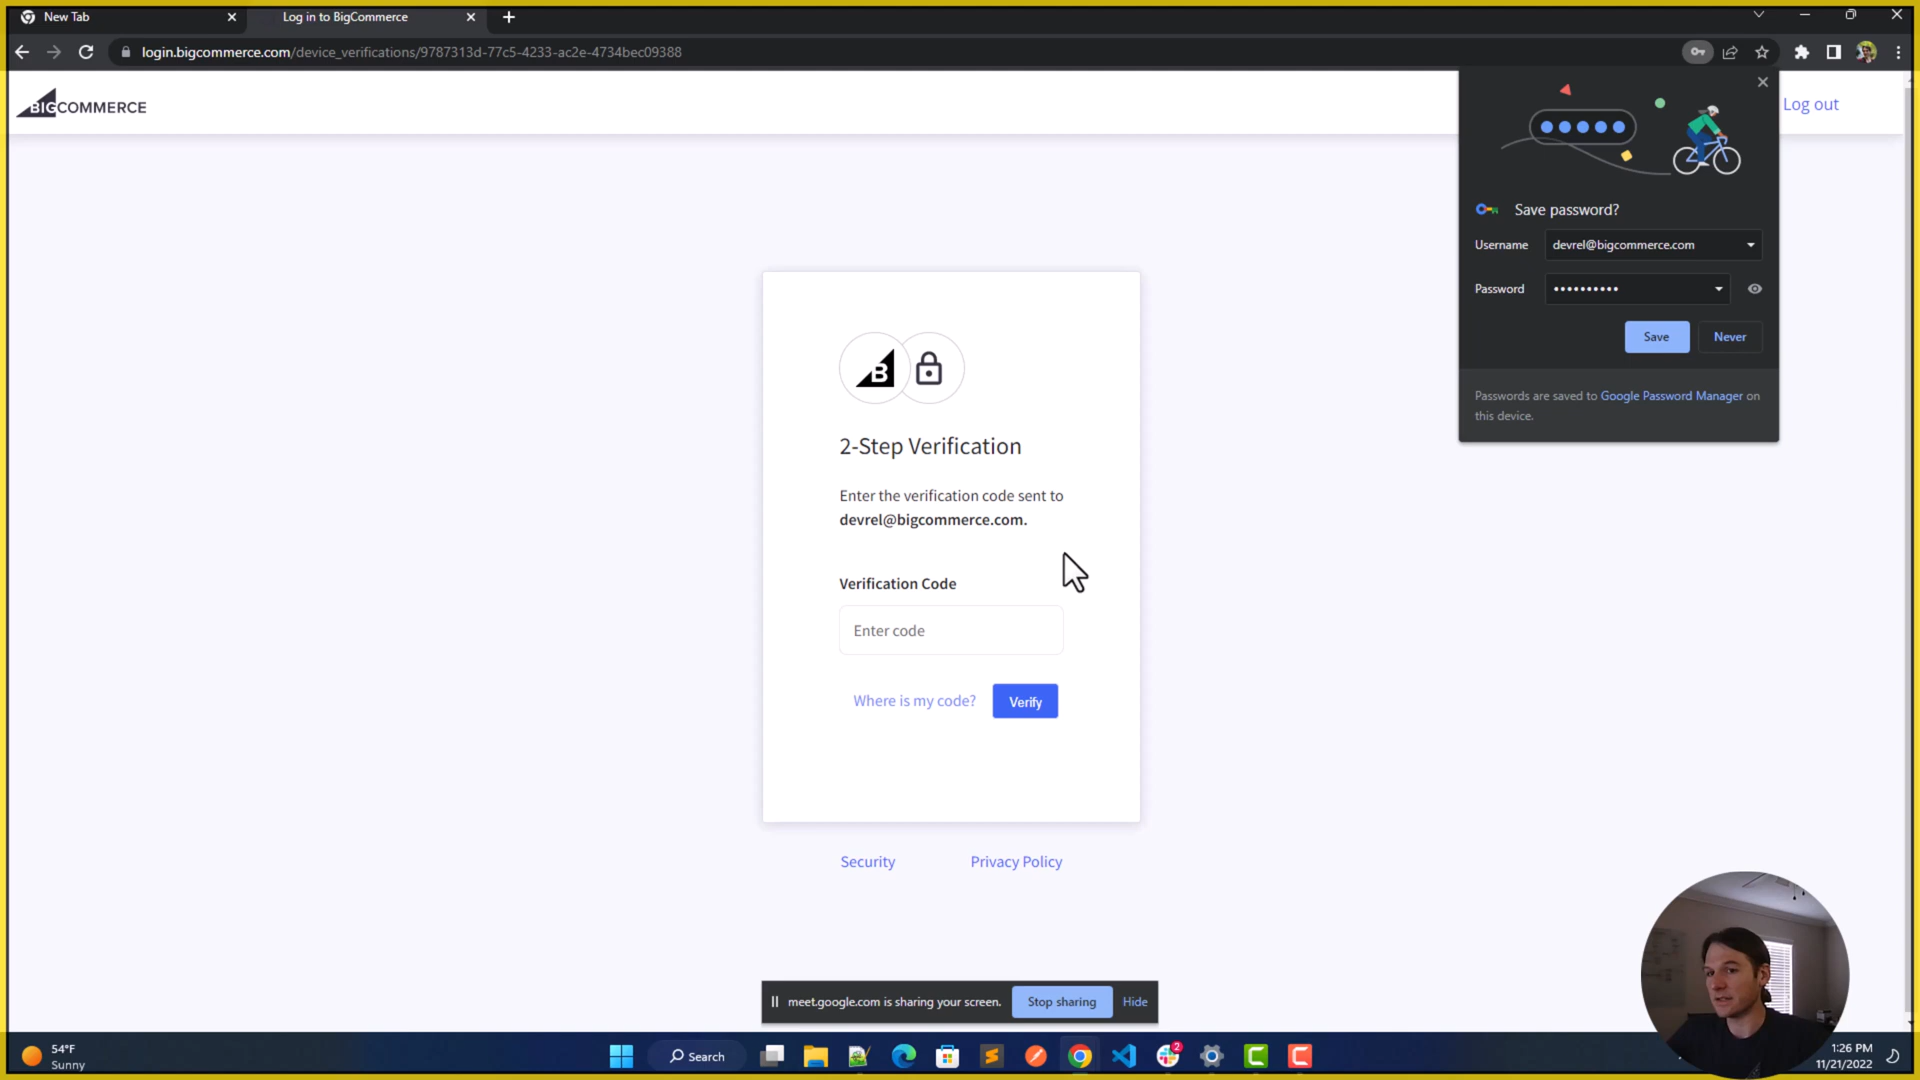 New Tab
Log in to BigCommerce
login.bigcommerce.com/device_verifications/9787313d-77c5-4233-ac2e-4734bec09388
BIGCOMMERCE
Log out
Save password?
Username
devrel@bigcommerce.com
Password
••••••••••
Save
Never
Passwords are saved to Google Password Manager on
this device.
B
2-Step Verification
Enter the verification code sent to
devrel@bigcommerce.com.
Verification Code
Enter code
Where is my code?
Verify
Security
Privacy Policy
meet.google.com is sharing your screen.
Stop sharing
Hide
54°F
Sunny
Search
2
1:26 PM
11/21/2022